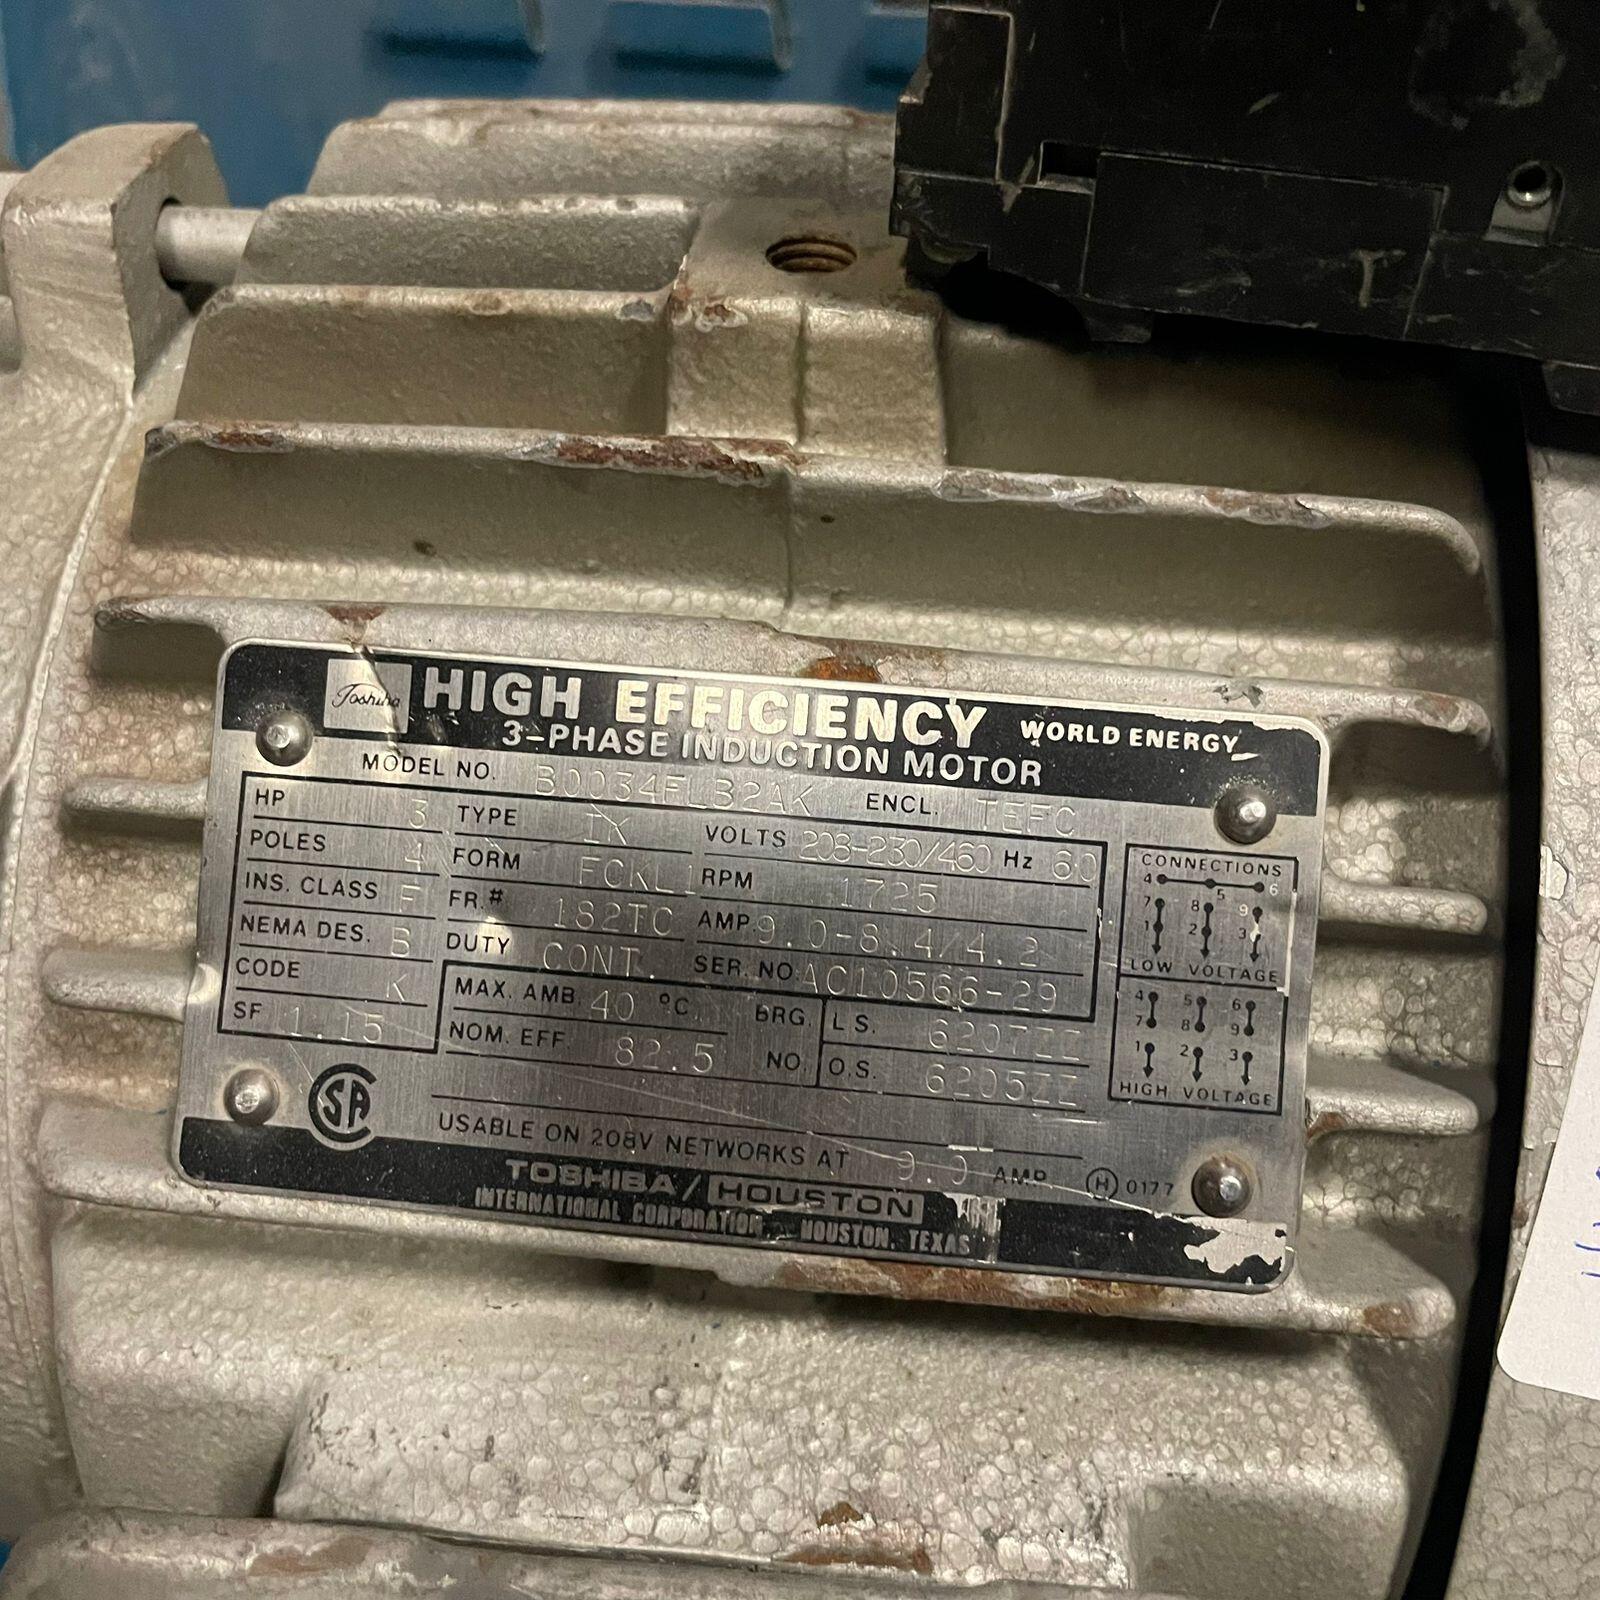 Toshiba HIGH EFFICIENCY WORLD ENERGY
3-PHASE INDUCTION MOTOR
MODEL NO. B0034FLB2AK ENCL. TEFC
HP 3 TYPE IK VOLTS 208-230/460 Hz 60
POLES 4 FORM FCKL1 RPM 1725
INS. CLASS F FR.# 182TC AMP. 9.0-8.4/4.2
NEMA DES. B DUTY CONT. SER. NO. AC10566-29
CODE K MAX. AMB. 40 °C BRG. L.S. 6207ZZ
SF 1.15 NOM. EFF. 82.5 NO. O.S. 6205ZZ
CONNECTIONS
4 5 6
7 8 9
1 2 3
LOW VOLTAGE
4 5 6
7 8 9
1 2 3
HIGH VOLTAGE
SA
USABLE ON 208V NETWORKS AT 9.0 AMP. H 0177
TOSHIBA/HOUSTON
INTERNATIONAL CORPORATION HOUSTON, TEXAS